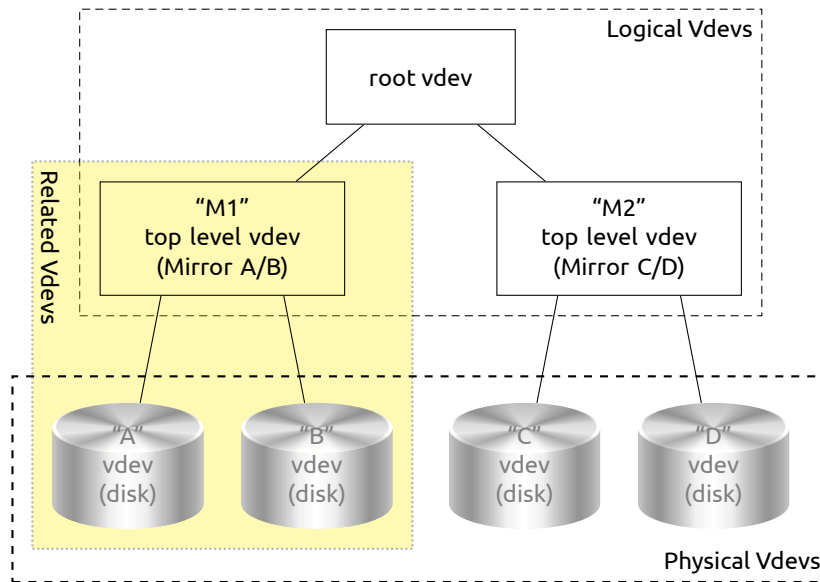 Logical Vdevs
root vdev
Related Vdevs
“M1”
top level vdev
(Mirror A/B)
“M2”
top level vdev
(Mirror C/D)
“A”
vdev
(disk)
“B”
vdev
(disk)
“C”
vdev
(disk)
“D”
vdev
(disk)
Physical Vdevs